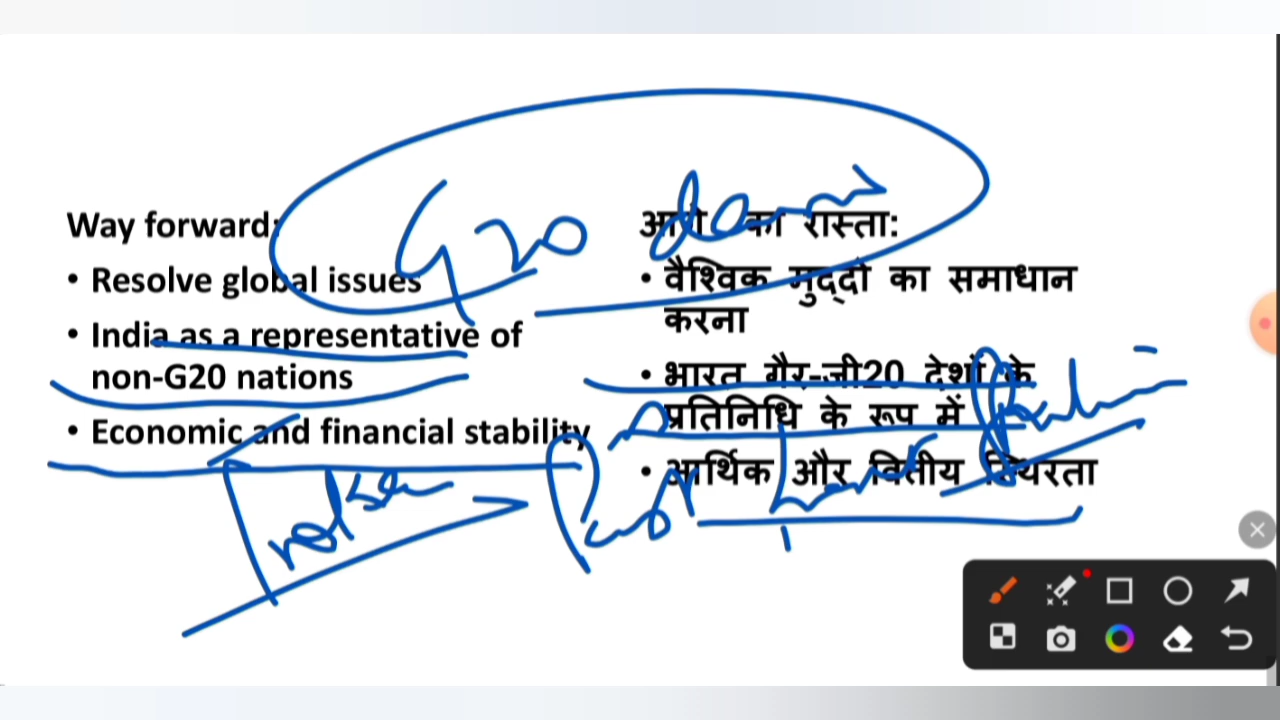 Way forward:
• Resolve global issues
• India as a representative of
non-G20 nations
• Economic and financial stability
आगे का रास्ता:
• वैश्विक मुद्दों का समाधान
करना
• भारत गैर-जी20 देशों के
प्रतिनिधि के रूप में
• आर्थिक और वित्तीय स्थिरता
G20